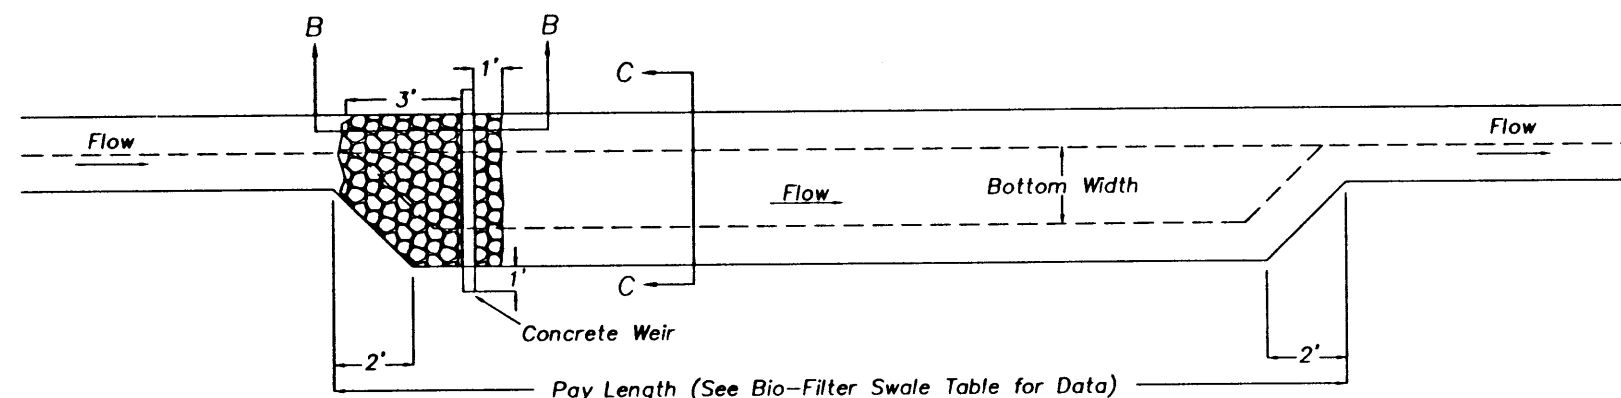 B
B
1'
C
3'
Flow
Flow
Bottom Width
Flow
1'
C
Concrete Weir
2'
2'
Pay Length (See Bio-Filter Swale Table for Data)